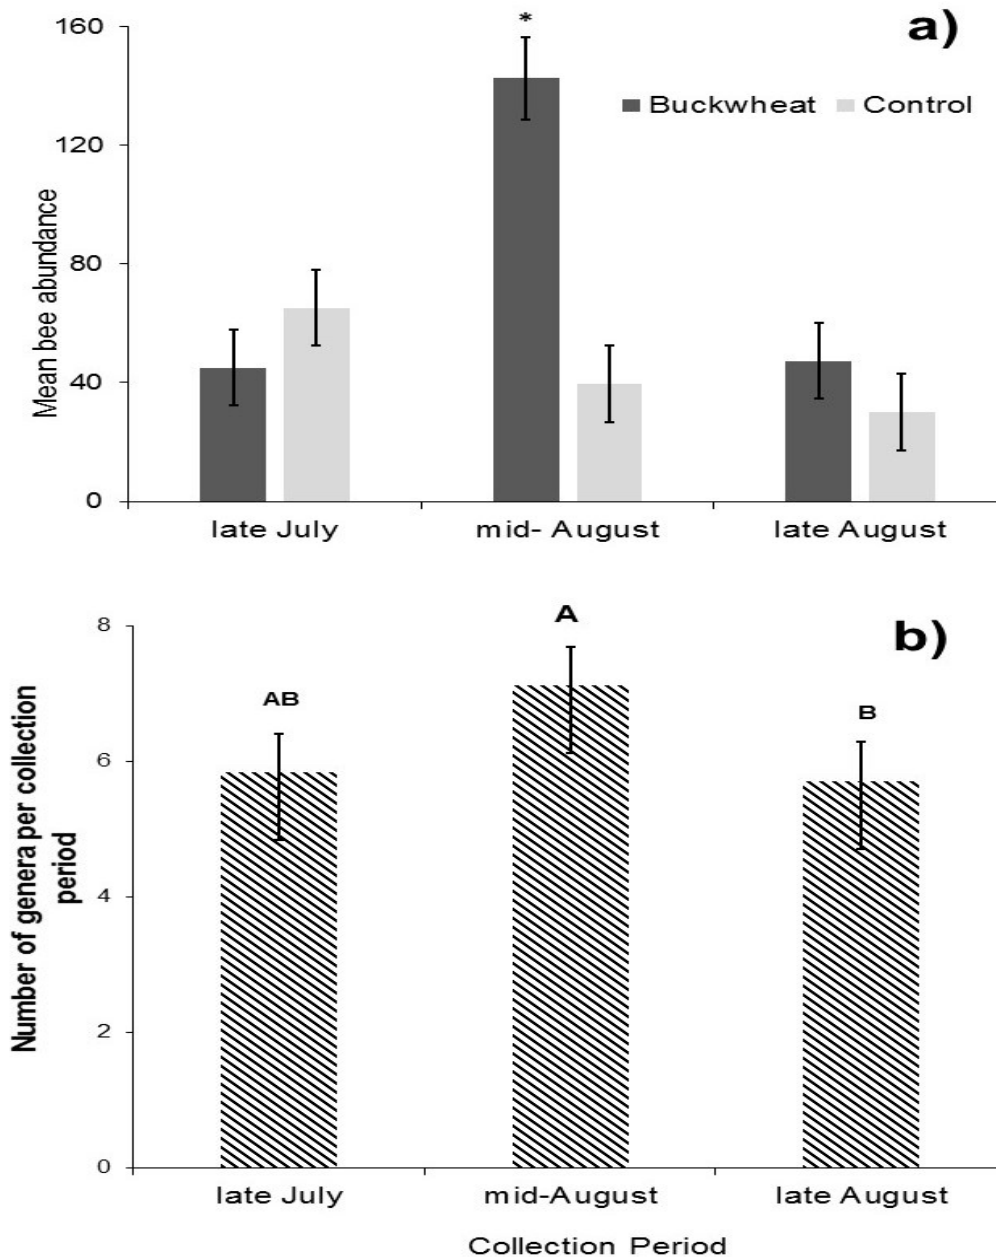 160
*
a)
Buckwheat Control
120
80
40
0
Mean bee abundance
late July mid- August late August
8
A
b)
AB
B
6
4
2
0
Number of genera per collection
period
late July mid-August late August
Collection Period